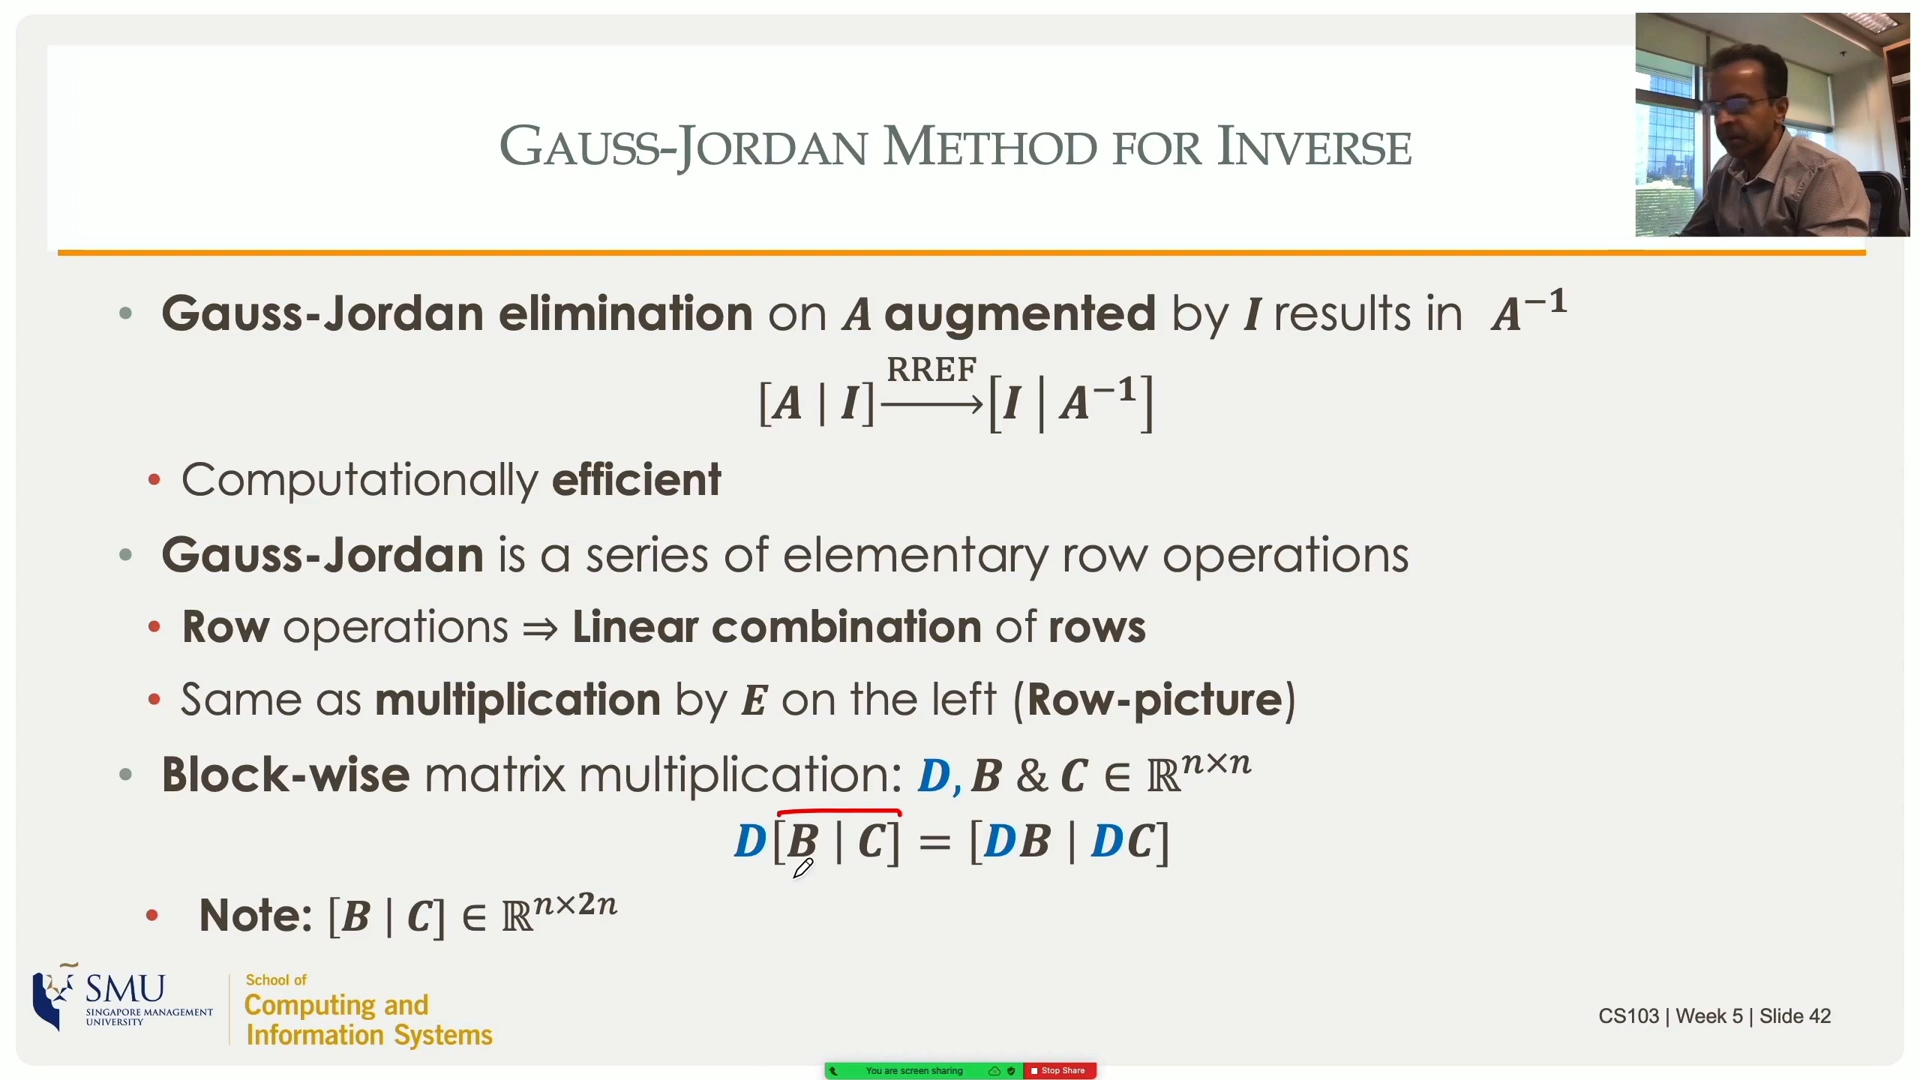 GAUSS-JORDAN METHOD FOR INVERSE
• Gauss-Jordan elimination on A augmented by I results in A⁻¹
[A | I] RREF⟶ [I | A⁻¹]
• Computationally efficient
• Gauss-Jordan is a series of elementary row operations
• Row operations ⇒ Linear combination of rows
• Same as multiplication by E on the left (Row-picture)
• Block-wise matrix multiplication: D, B & C ∈ ℝⁿˣⁿ
D[B | C] = [DB | DC]
• Note: [B | C] ∈ ℝⁿˣ²ⁿ
SMU
SINGAPORE MANAGEMENT
UNIVERSITY
School of
Computing and
Information Systems
CS103 | Week 5 | Slide 42
You are screen sharing
Stop Share